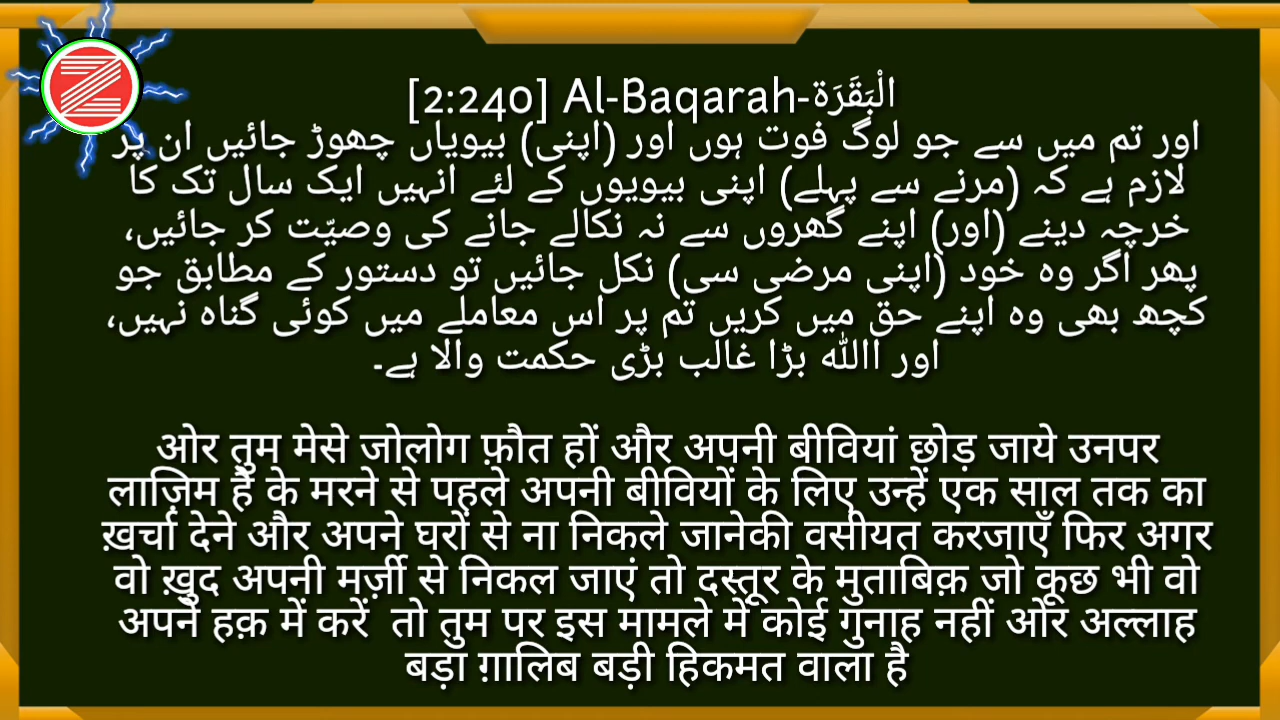 [2:240] Al-Baqarah-الْبَقَرَة
اور تم میں سے جو لوگ فوت ہوں اور (اپنی) بیویاں چھوڑ جائیں ان پر
لازم ہے کہ (مرنے سے پہلے) اپنی بیویوں کے لئے انہیں ایک سال تک کا
خرچہ دینے (اور) اپنے گھروں سے نہ نکالے جانے کی وصیّت کر جائیں،
پھر اگر وہ خود (اپنی مرضی سی) نکل جائیں تو دستور کے مطابق جو
کچھ بھی وہ اپنے حق میں کریں تم پر اس معاملے میں کوئی گناہ نہیں،
اور اﷲ بڑا غالب بڑی حکمت والا ہے۔
ओर तुम मेसे जोलोग फ़ौत हों और अपनी बीवियां छोड़ जाये उनपर
लाज़िम है के मरने से पहले अपनी बीवियों के लिए उन्हें एक साल तक का
ख़र्चा देने और अपने घरों से ना निकले जानेकी वसीयत करजाएँ फिर अगर
वो ख़ुद अपनी मर्ज़ी से निकल जाएं तो दस्तूर के मुताबिक़ जो कूछ भी वो
अपने हक़ में करें तो तुम पर इस मामले में कोई गुनाह नहीं ओर अल्लाह
बड़ा ग़ालिब बड़ी हिकमत वाला है